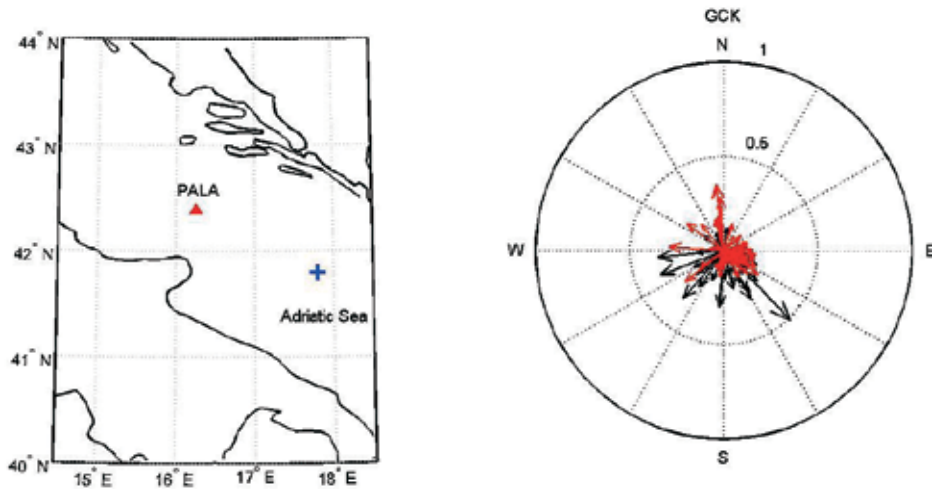 44° N
43° N
42° N
41° N
40° N
15° E
16° E
17° E
18° E
PALA
Adriatic Sea
GCK
N
1
0.5
W
E
S